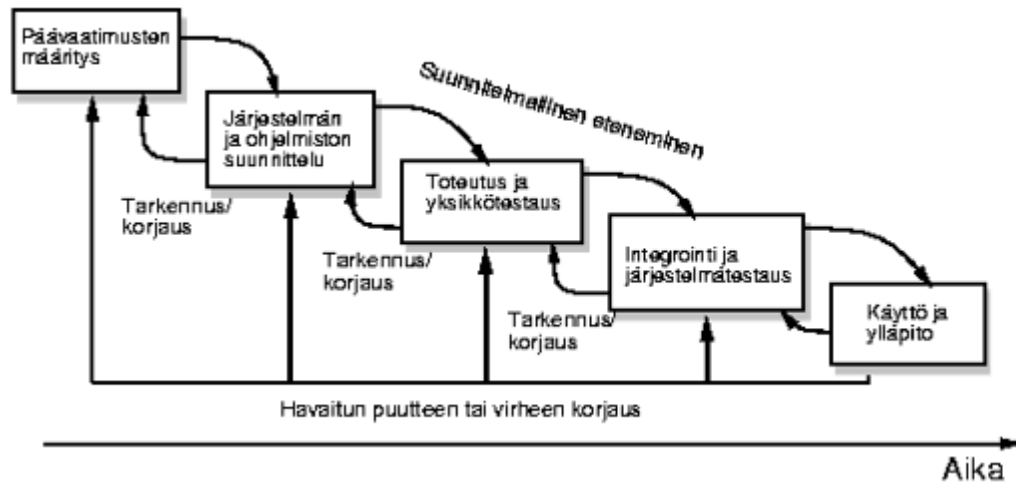 Päävaatimusten
määritys
Järjestelmän
ja ohjelmiston
suunnittelu
Suunnitelmallinen eteneminen
Toteutus ja
yksikkötestaus
Tarkennus/
korjaus
Integrointi ja
järjestelmätestaus
Tarkennus/
korjaus
Käyttö ja
ylläpito
Tarkennus/
korjaus
Havaitun puutteen tai virheen korjaus
Aika